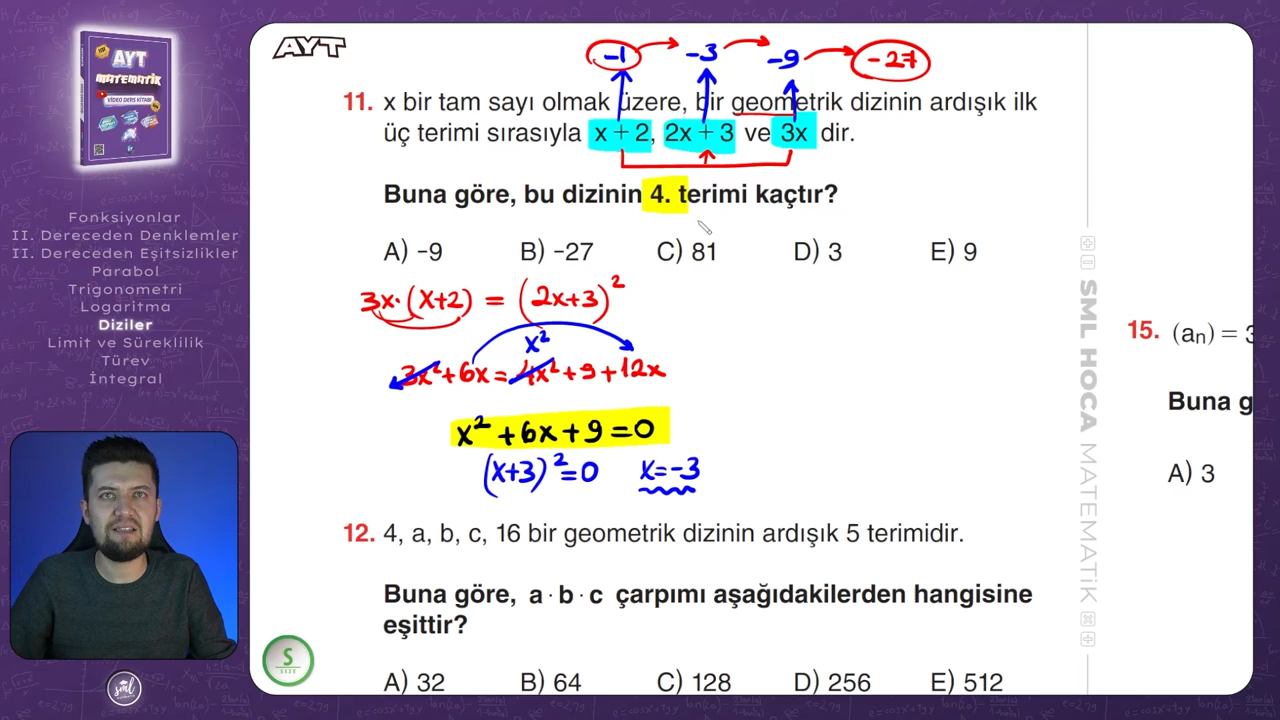 AYT
MATEMATİK
VİDEO DERS KİTABI
Fonksiyonlar
II. Dereceden Denklemler
II. Dereceden Eşitsizlikler
Parabol
Trigonometri
Logaritma
Diziler
Limit ve Süreklilik
Türev
İntegral
sml
AYT
-1 -3 -9 -27
11. x bir tam sayı olmak üzere, bir geometrik dizinin ardışık ilk
üç terimi sırasıyla x + 2, 2x + 3 ve 3x dir.
Buna göre, bu dizinin 4. terimi kaçtır?
A) −9 B) −27 C) 81 D) 3 E) 9
3x·(x+2) = (2x+3)²
x²
3x²+6x=4x²+9+12x
x²+6x+9=0
(x+3)²=0 x=-3
12. 4, a, b, c, 16 bir geometrik dizinin ardışık 5 terimidir.
Buna göre, a · b · c çarpımı aşağıdakilerden hangisine
eşittir?
S
SIZE
A) 32 B) 64 C) 128 D) 256 E) 512
SML HOCA MATEMATİK
15. (aₙ) = 3
Buna g
A) 3